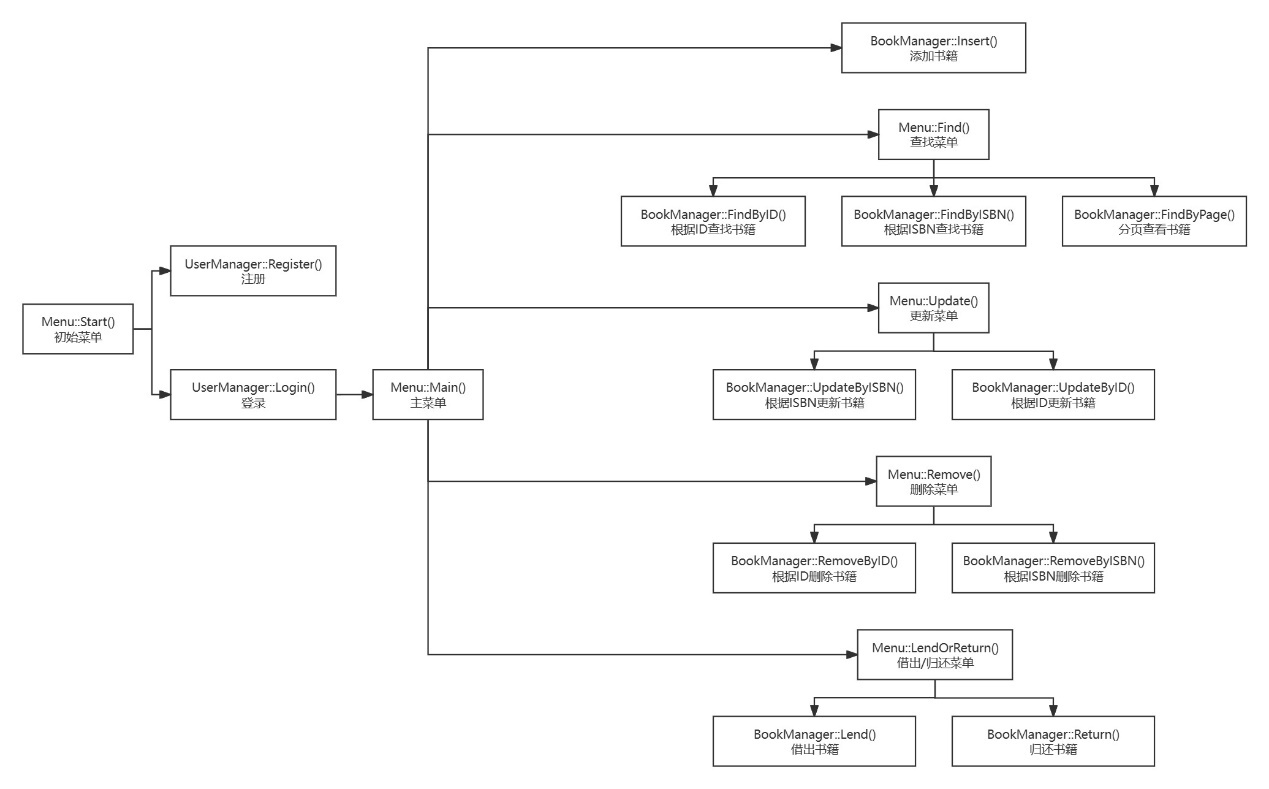 BookManager::Insert()
添加书籍
Menu::Find()
查找菜单
BookManager::FindByID()
根据ID查找书籍
BookManager::FindByISBN()
根据ISBN查找书籍
BookManager::FindByPage()
分页查看书籍
UserManager::Register()
注册
Menu::Start()
初始菜单
UserManager::Login()
登录
Menu::Main()
主菜单
Menu::Update()
更新菜单
BookManager::UpdateByISBN()
根据ISBN更新书籍
BookManager::UpdateByID()
根据ID更新书籍
Menu::Remove()
删除菜单
BookManager::RemoveByID()
根据ID删除书籍
BookManager::RemoveByISBN()
根据ISBN删除书籍
Menu::LendOrReturn()
借出/归还菜单
BookManager::Lend()
借出书籍
BookManager::Return()
归还书籍